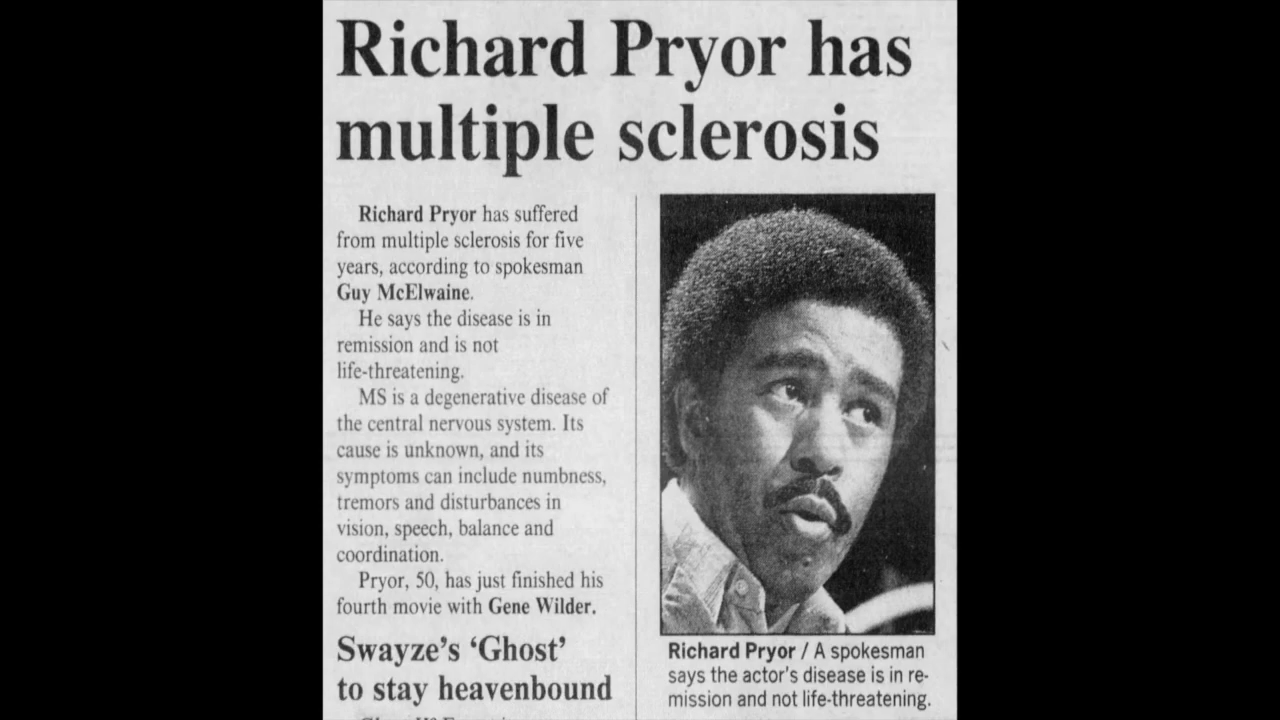 Richard Pryor has
multiple sclerosis
Richard Pryor has suffered
from multiple sclerosis for five
years, according to spokesman
Guy McElwaine.
He says the disease is in
remission and is not
life-threatening.
MS is a degenerative disease of
the central nervous system. Its
cause is unknown, and its
symptoms can include numbness,
tremors and disturbances in
vision, speech, balance and
coordination.
Pryor, 50, has just finished his
fourth movie with Gene Wilder.
Swayze's ‘Ghost’
to stay heavenbound
Richard Pryor / A spokesman
says the actor's disease is in re-
mission and not life-threatening.